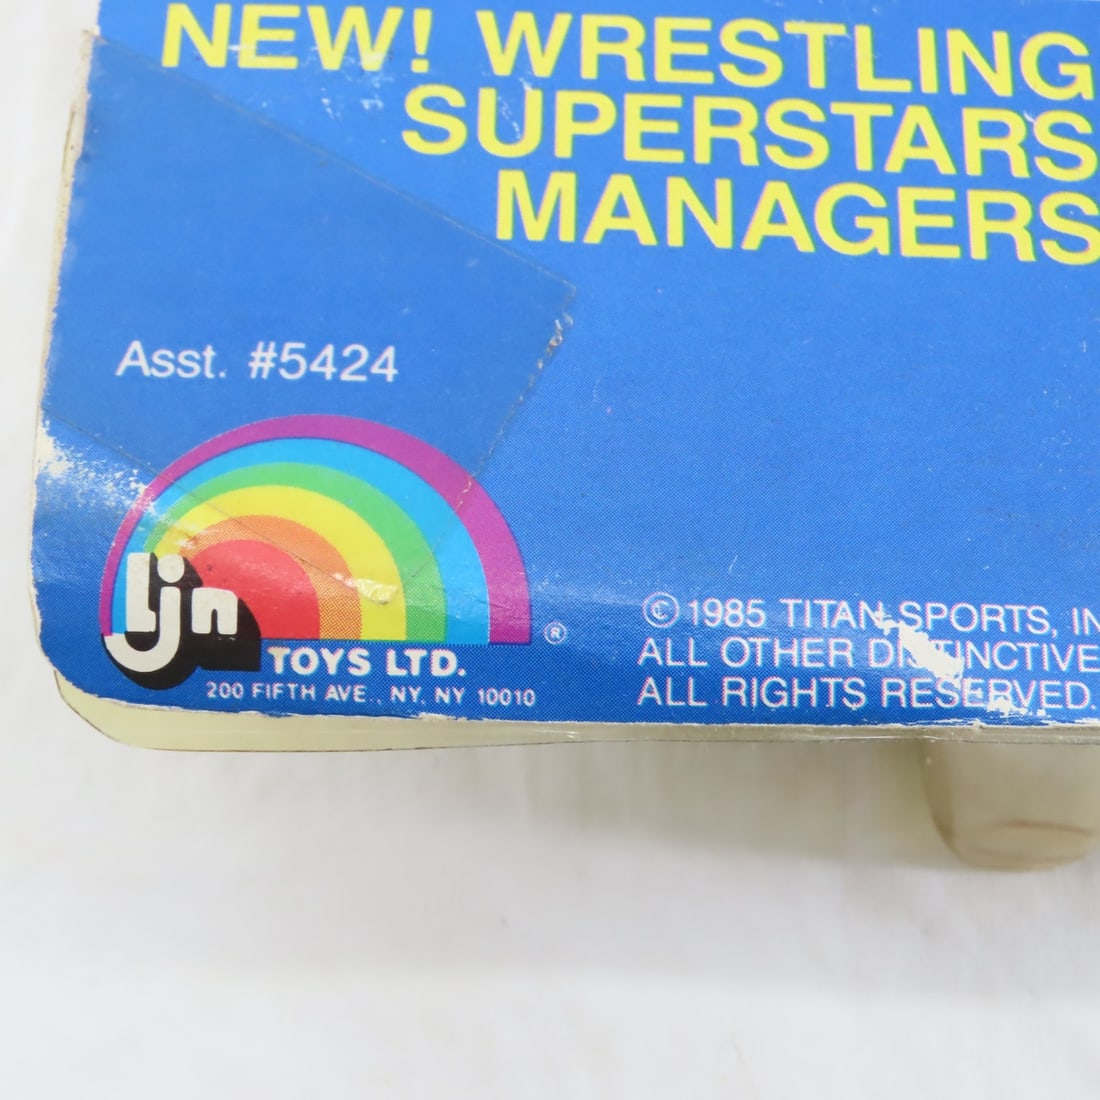 NEW! WRESTLING
SUPERSTARS
MANAGERS
Asst. #5424
ljn ®
TOYS LTD.
200 FIFTH AVE., NY, NY 10010
© 1985 TITAN SPORTS,
ALL OTHER DISTINCTIVE
ALL RIGHTS RESERVED.